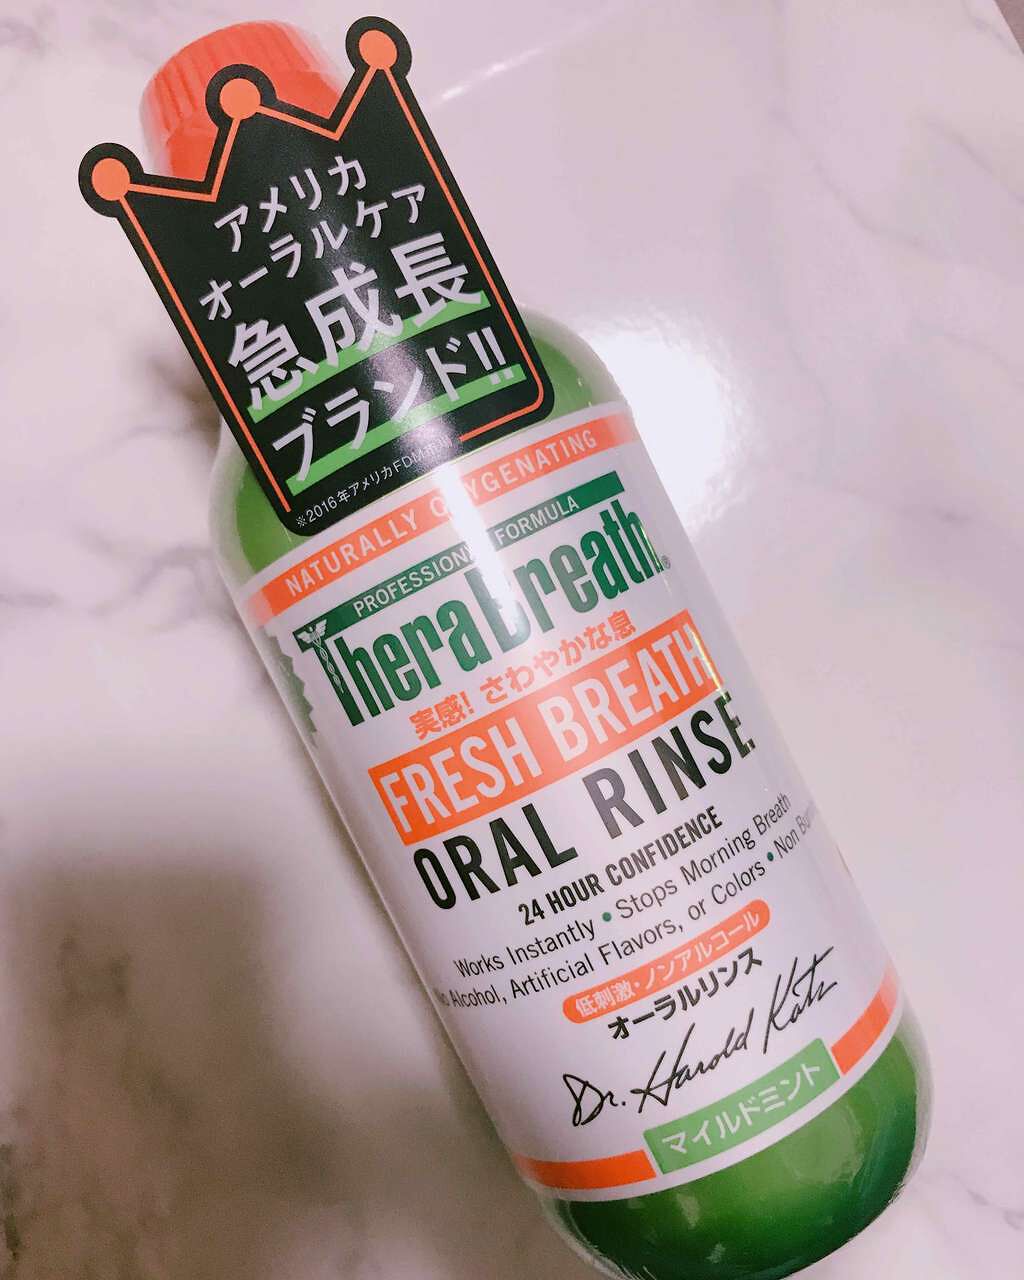 アメリカ
オーラルケア
急成長
ブランド!!
※2016年アメリカFDM市場
NATURALLY OXYGENATING
PROFESSIONAL FORMULA
TheraBreath®
実感! さわやかな息
FRESH BREATH
ORAL RINSE
24 HOUR CONFIDENCE
Works Instantly • Stops Morning Breath
No Alcohol, Artificial Flavors, or Colors • Non
低刺激・ノンアルコール
オーラルリンス
Dr. Harold Katz
マイルドミント